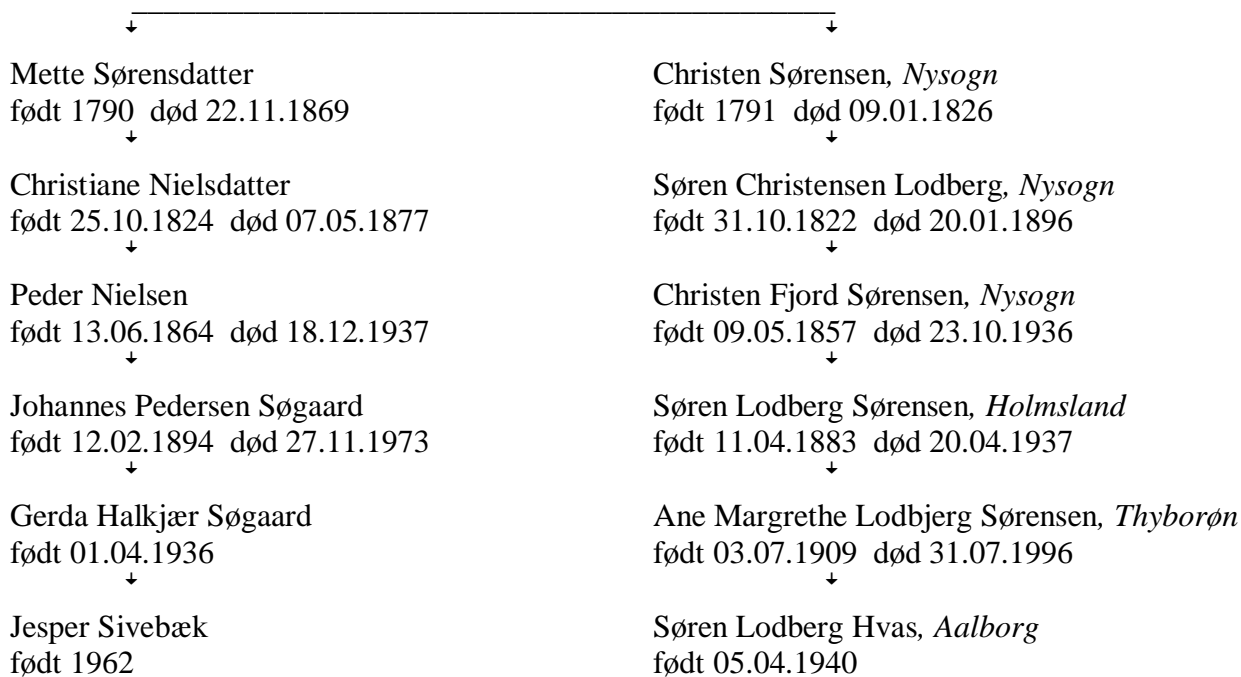 Mette Sørensdatter
født 1790 død 22.11.1869
Christiane Nielsdatter
født 25.10.1824 død 07.05.1877
Peder Nielsen
født 13.06.1864 død 18.12.1937
Johannes Pedersen Søgaard
født 12.02.1894 død 27.11.1973
Gerda Halkjær Søgaard
født 01.04.1936
Jesper Sivebæk
født 1962
Christen Sørensen, Nysogn
født 1791 død 09.01.1826
Søren Christensen Lodberg, Nysogn
født 31.10.1822 død 20.01.1896
Christen Fjord Sørensen, Nysogn
født 09.05.1857 død 23.10.1936
Søren Lodberg Sørensen, Holmsland
født 11.04.1883 død 20.04.1937
Ane Margrethe Lodbjerg Sørensen, Thyborøn
født 03.07.1909 død 31.07.1996
Søren Lodberg Hvas, Aalborg
født 05.04.1940